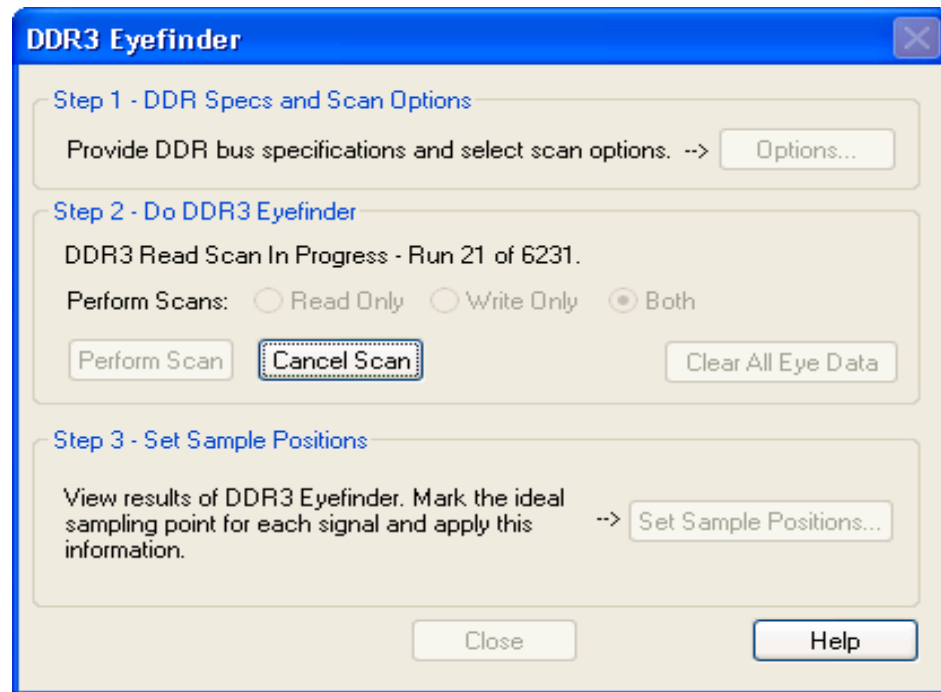 DDR3 Eyefinder
Step 1 - DDR Specs and Scan Options
Provide DDR bus specifications and select scan options. --> Options...
Step 2 - Do DDR3 Eyefinder
DDR3 Read Scan In Progress - Run 21 of 6231.
Perform Scans: Read Only Write Only Both
Perform Scan Cancel Scan Clear All Eye Data
Step 3 - Set Sample Positions
View results of DDR3 Eyefinder. Mark the ideal
sampling point for each signal and apply this
information.
--> Set Sample Positions...
Close Help